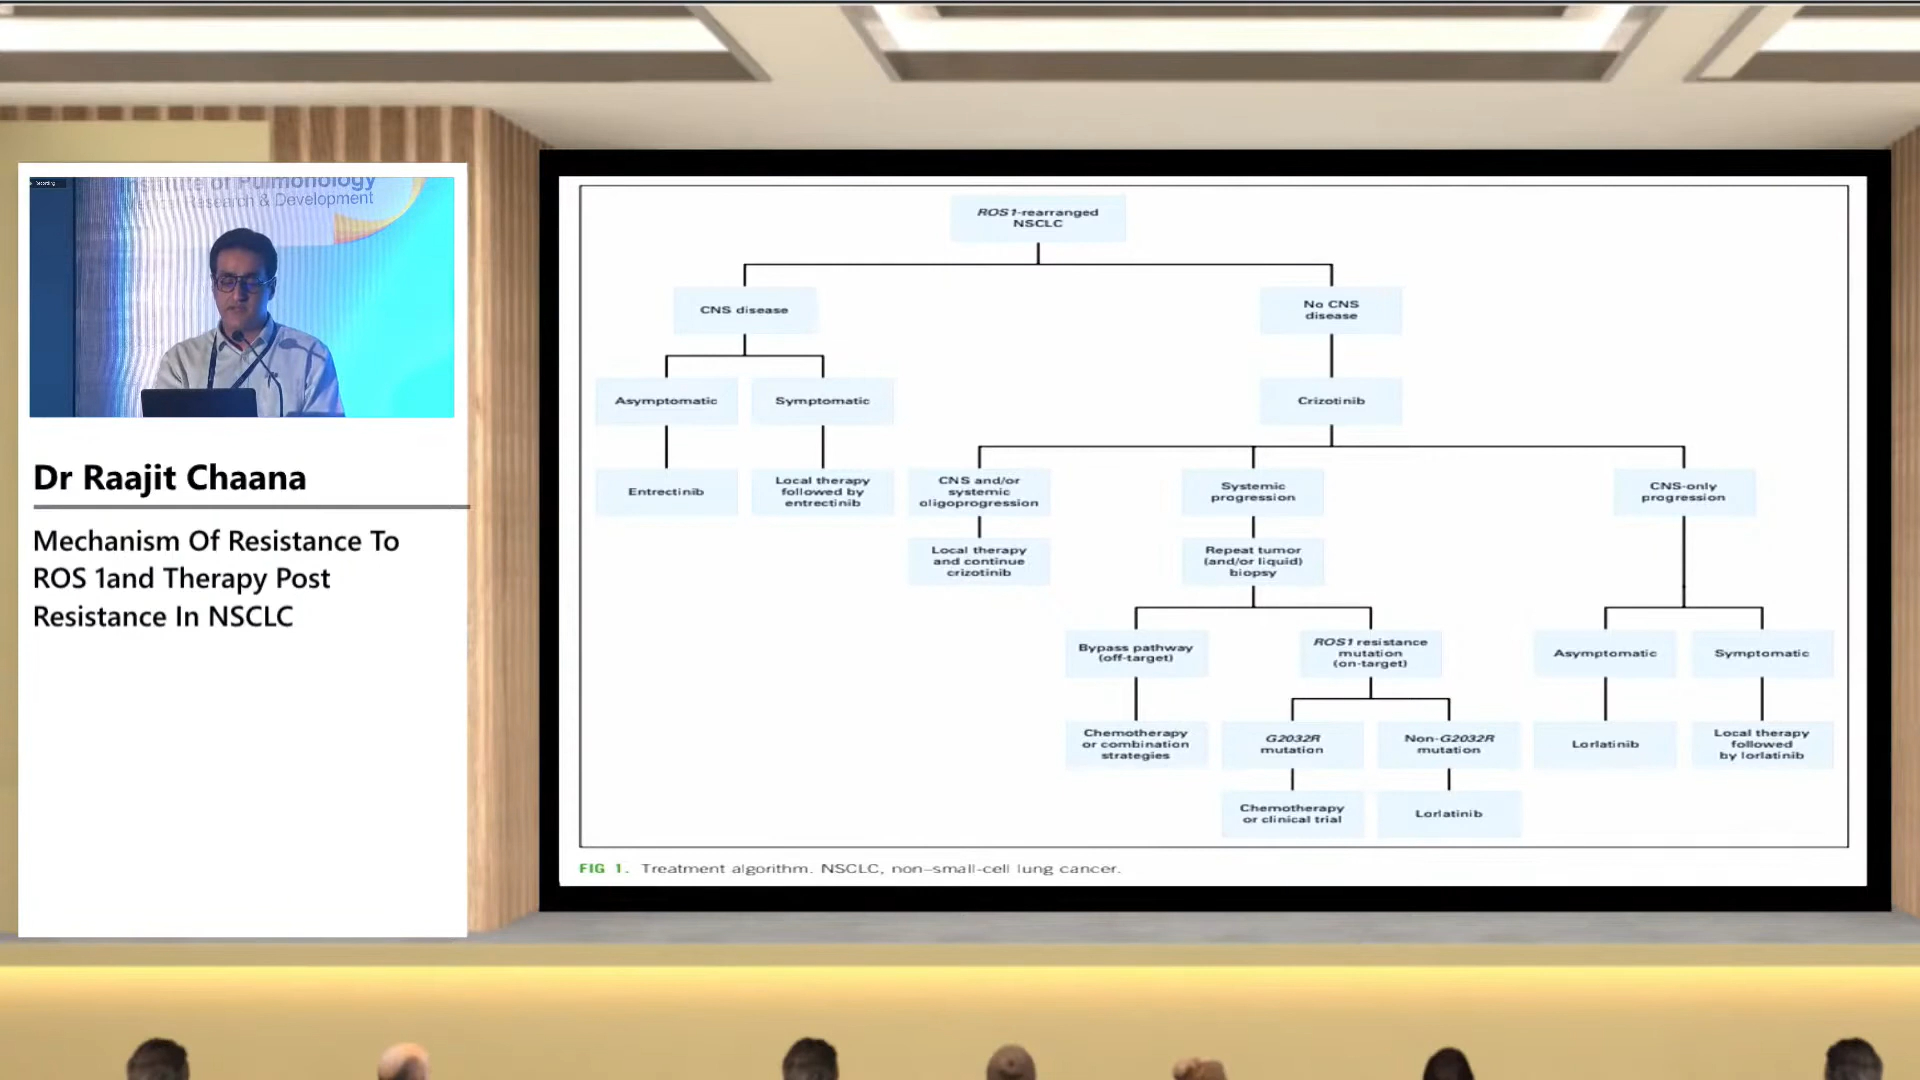 Recording
Institute of Pulmonology
Medical Research & Development
Dr Raajit Chaana
Mechanism Of Resistance To
ROS 1and Therapy Post
Resistance In NSCLC
ROS1-rearranged
NSCLC
CNS disease
No CNS
disease
Asymptomatic
Symptomatic
Crizotinib
Entrectinib
Local therapy
followed by
entrectinib
CNS and/or
systemic
oligoprogression
Systemic
progression
CNS-only
progression
Local therapy
and continue
crizotinib
Repeat tumor
(and/or liquid)
biopsy
Bypass pathway
(off-target)
ROS1 resistance
mutation
(on-target)
Asymptomatic
Symptomatic
Chemotherapy
or combination
strategies
G2032R
mutation
Non-G2032R
mutation
Lorlatinib
Local therapy
followed
by lorlatinib
Chemotherapy
or clinical trial
Lorlatinib
FIG 1. Treatment algorithm. NSCLC, non–small-cell lung cancer.